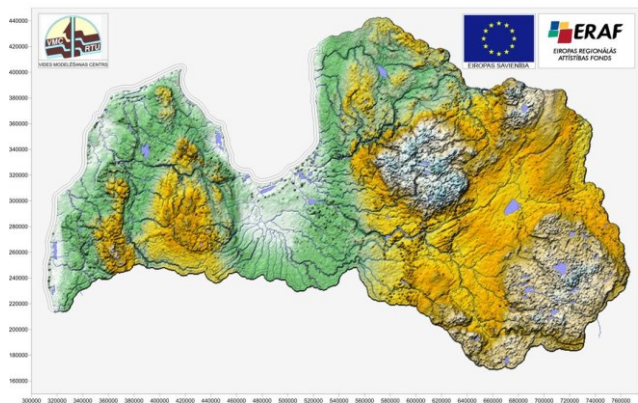 VMC
RTU
VIDES MODELĒŠANAS CENTRS
EIROPAS SAVIENĪBA
ERAF
EIROPAS REĢIONĀLĀS
ATTĪSTĪBAS FONDS
440000
420000
400000
380000
360000
340000
320000
300000
280000
260000
240000
220000
200000
180000
160000
300000 320000 340000 360000 380000 400000 420000 440000 460000 480000 500000 520000 540000 560000 580000 600000 620000 640000 660000 680000 700000 720000 740000 760000